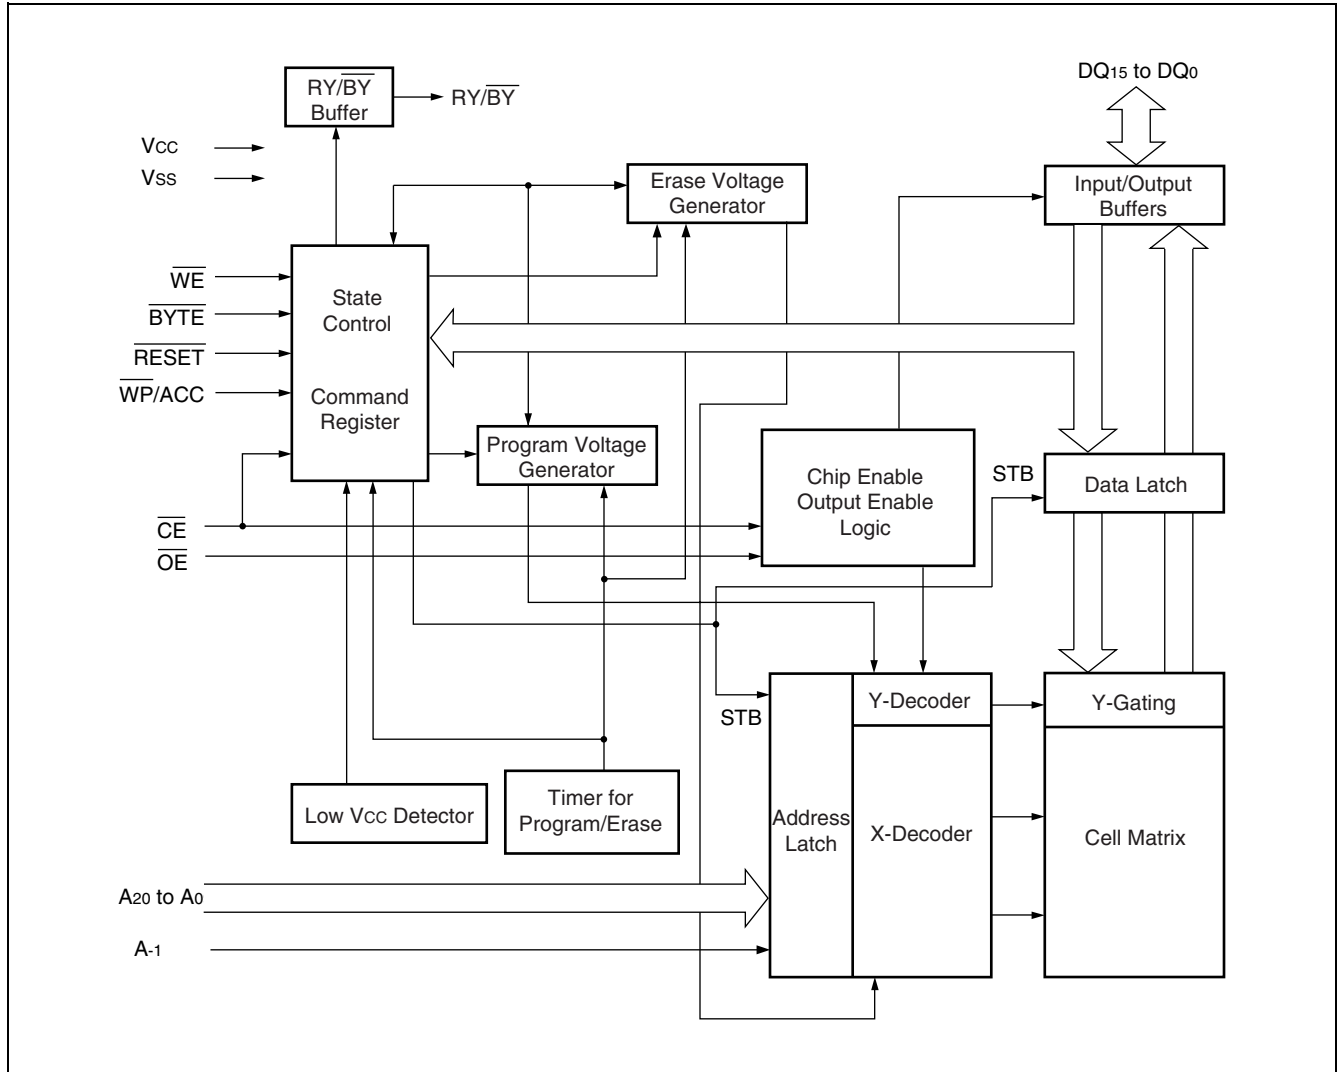 RY/BY
Buffer
RY/BY
DQ15 to DQ0
VCC
VSS
Erase Voltage
Generator
Input/Output
Buffers
WE
BYTE
RESET
WP/ACC
State
Control
Command
Register
Program Voltage
Generator
Chip Enable
Output Enable
Logic
STB
Data Latch
CE
OE
STB
Y-Decoder
Y-Gating
Low VCC Detector
Timer for
Program/Erase
Address
Latch
X-Decoder
Cell Matrix
A20 to A0
A-1